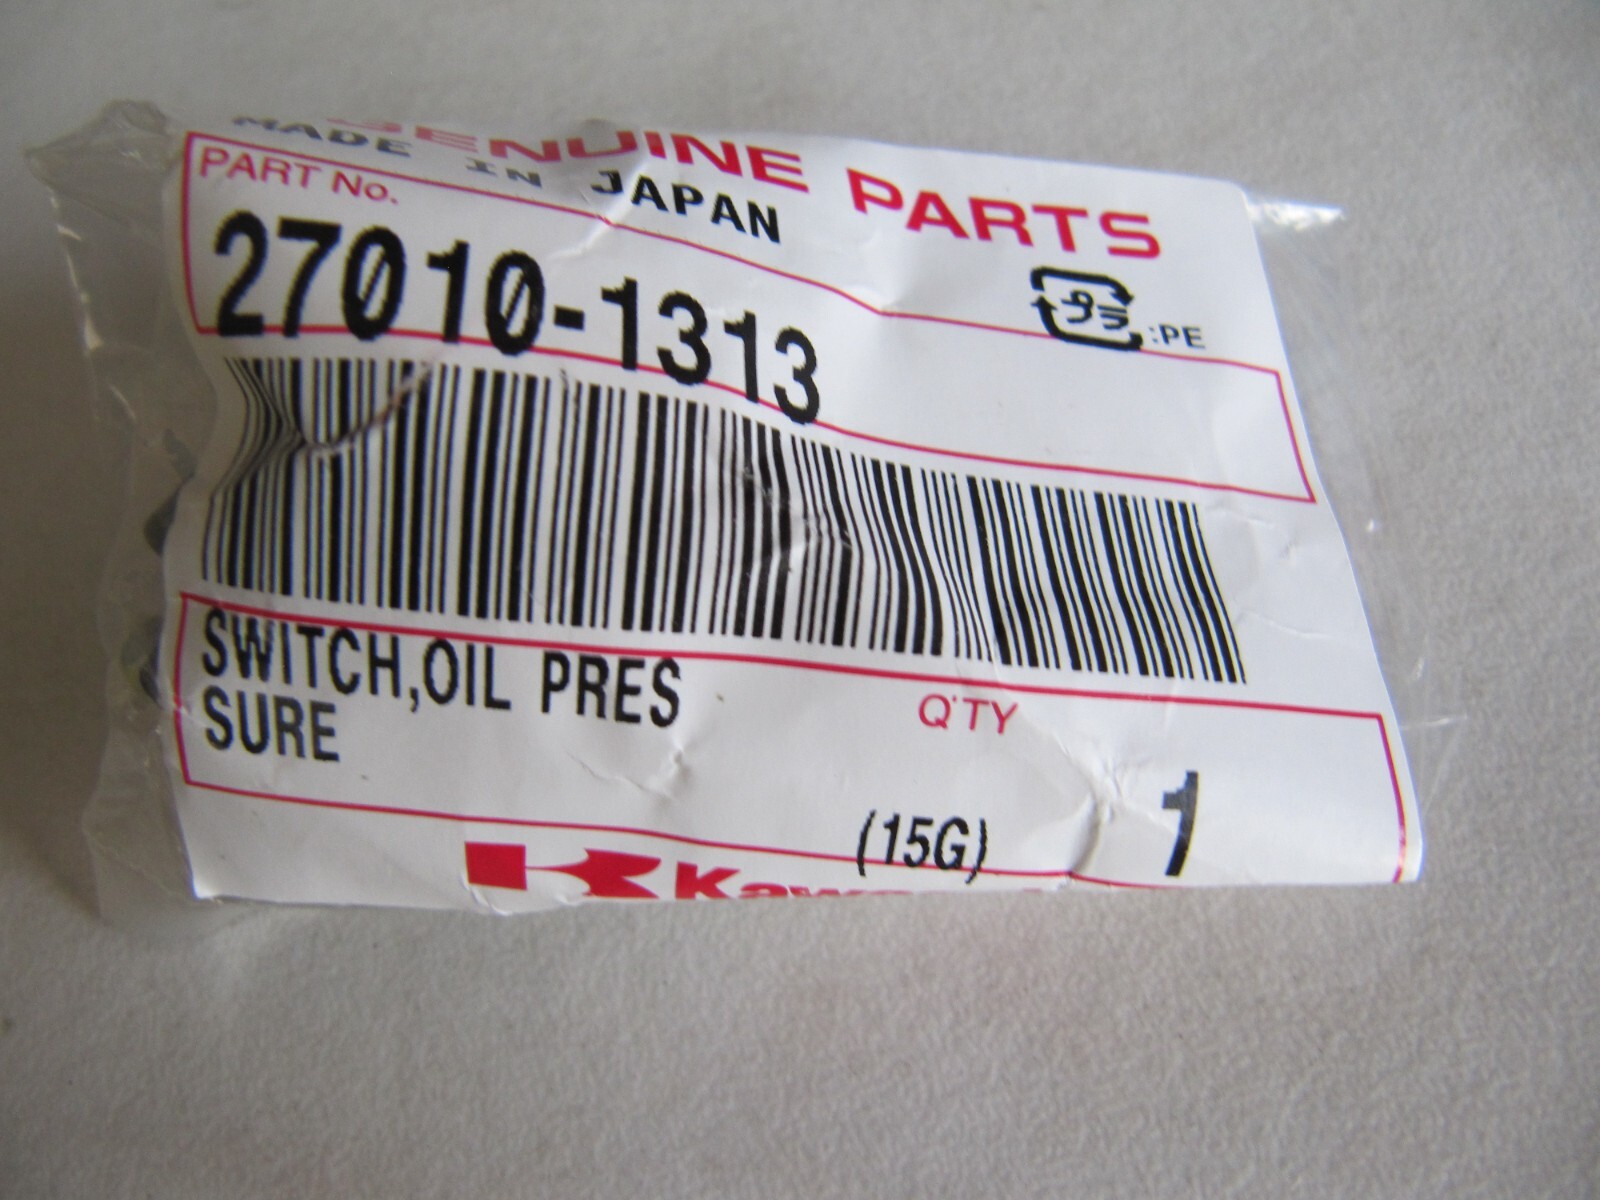 GENUINE PARTS
MADE IN JAPAN
PART No.
27010-1313
プラ
:PE
SWITCH,OIL PRES
SURE
Q'TY
1
(15G)